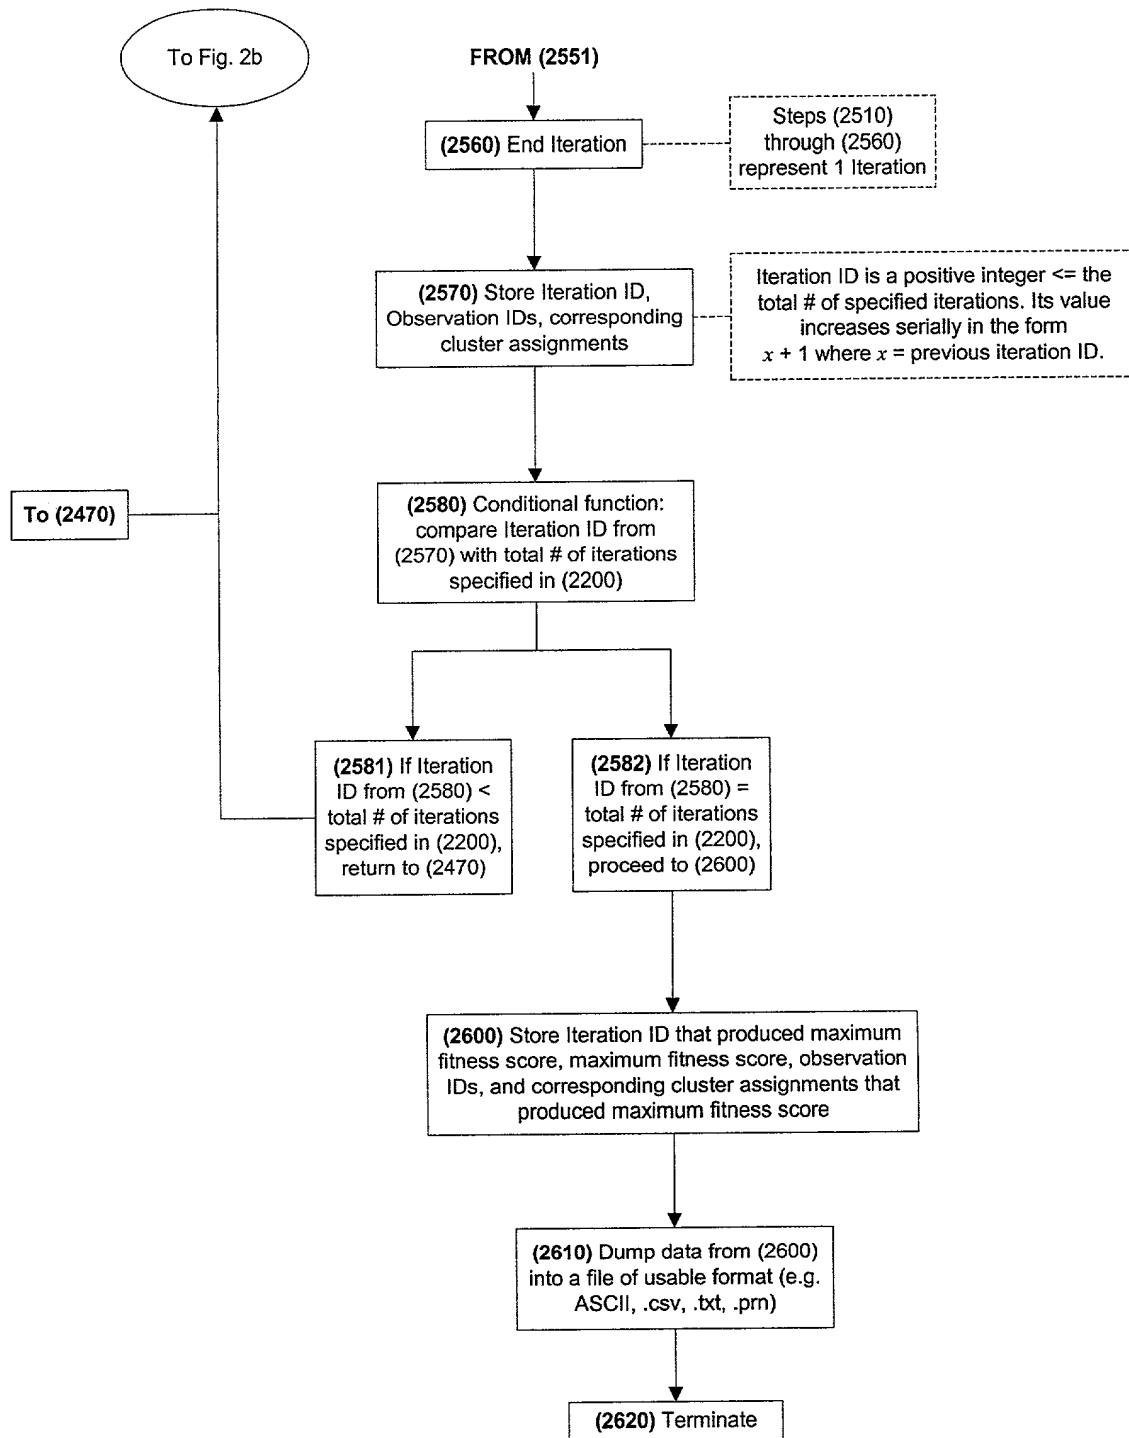 To Fig. 2b
FROM (2551)
(2560) End Iteration
Steps (2510)
through (2560)
represent 1 Iteration
(2570) Store Iteration ID,
Observation IDs, corresponding
cluster assignments
Iteration ID is a positive integer <= the
total # of specified iterations. Its value
increases serially in the form
x + 1 where x = previous iteration ID.
To (2470)
(2580) Conditional function:
compare Iteration ID from
(2570) with total # of iterations
specified in (2200)
(2581) If Iteration
ID from (2580) <
total # of iterations
specified in (2200),
return to (2470)
(2582) If Iteration
ID from (2580) =
total # of iterations
specified in (2200),
proceed to (2600)
(2600) Store Iteration ID that produced maximum
fitness score, maximum fitness score, observation
IDs, and corresponding cluster assignments that
produced maximum fitness score
(2610) Dump data from (2600)
into a file of usable format (e.g.
ASCII, .csv, .txt, .prn)
(2620) Terminate